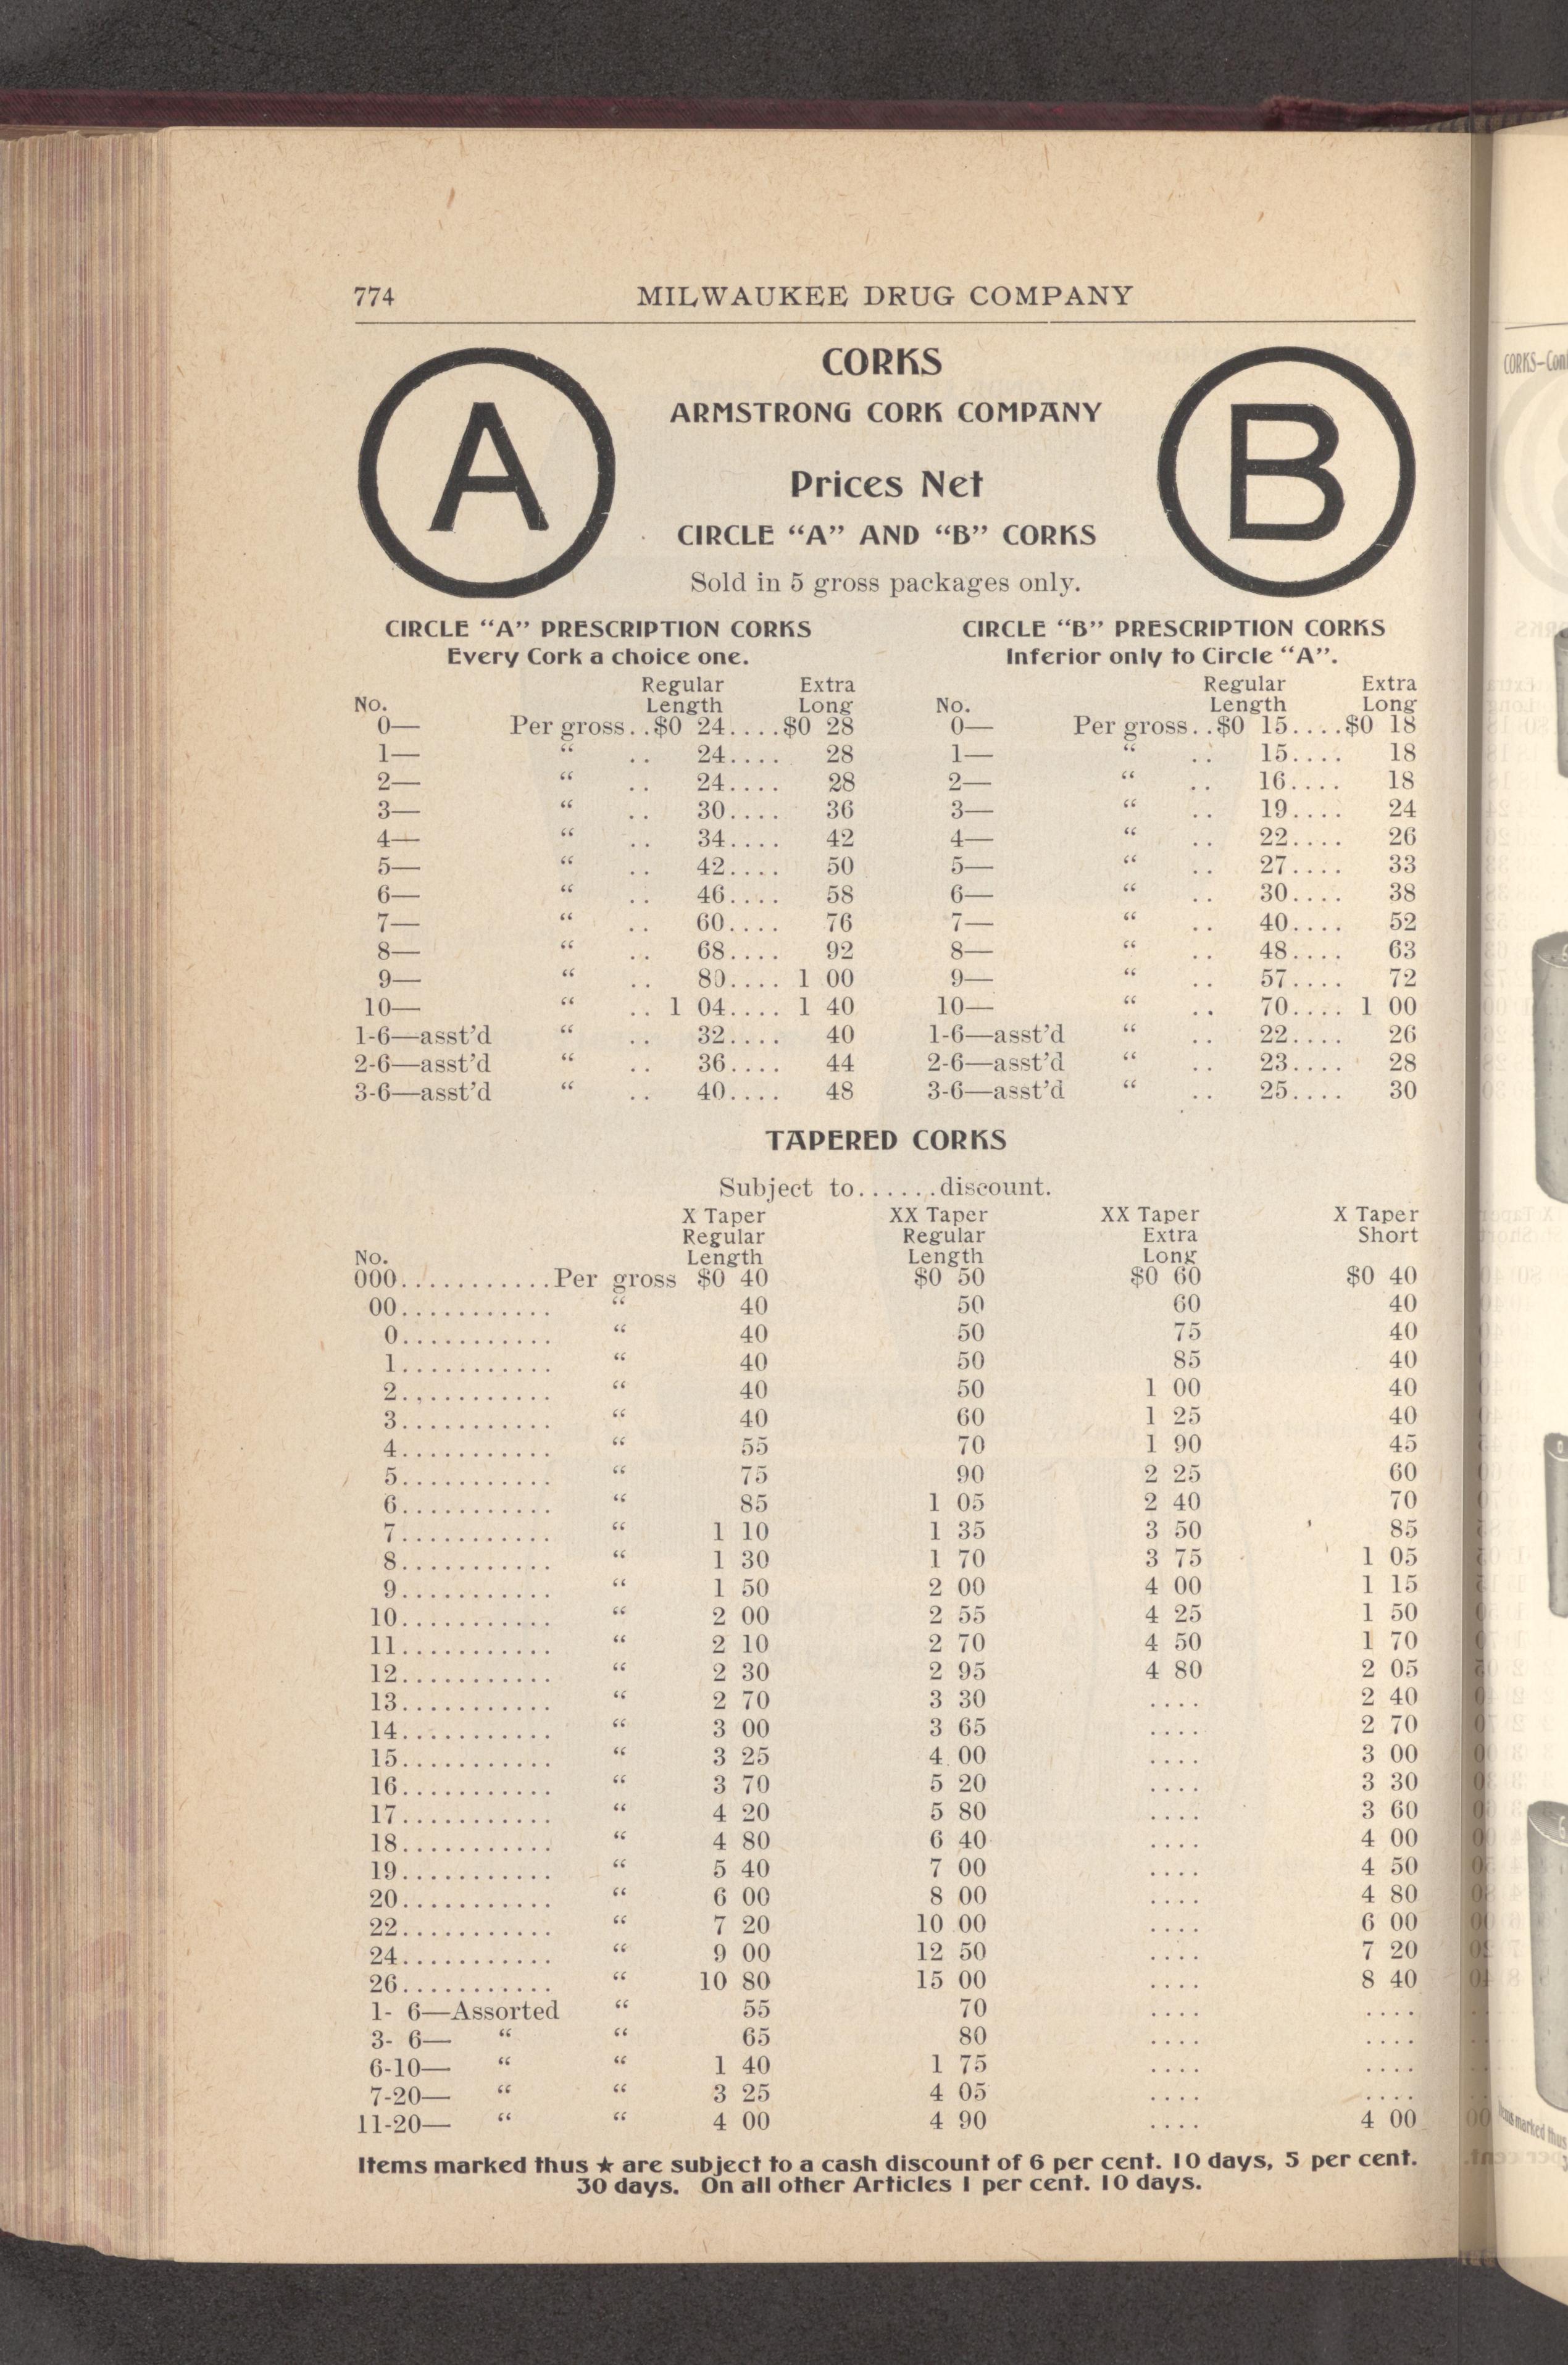 774 MILWAUKEE DRUG COMPANY
A
CORKS
ARMSTRONG CORK COMPANY
Prices Net
CIRCLE “A” AND “B” CORKS
Sold in 5 gross packages only.
B
CIRCLE “A” PRESCRIPTION CORKS
Every Cork a choice one.
Regular Extra
No. Length Long
0— Per gross..$0 24....$0 28
1— “ .. 24.... 28
2— “ .. 24.... 28
3— “ .. 30.... 36
4— “ .. 34.... 42
5— “ .. 42.... 50
6— “ .. 46.... 58
7— “ .. 60.... 76
8— “ .. 68.... 92
9— “ .. 80.... 1 00
10— “ .. 1 04.... 1 40
1-6—asst’d “ .. 32.... 40
2-6—asst’d “ .. 36.... 44
3-6—asst’d “ .. 40.... 48
CIRCLE “B” PRESCRIPTION CORKS
Inferior only to Circle “A”.
Regular Extra
No. Length Long
0— Per gross..$0 15....$0 18
1— “ .. 15.... 18
2— “ .. 16.... 18
3— “ .. 19.... 24
4— “ .. 22.... 26
5— “ .. 27.... 33
6— “ .. 30.... 38
7— “ .. 40.... 52
8— “ .. 48.... 63
9— “ .. 57.... 72
10— “ .. 70.... 1 00
1-6—asst’d “ .. 22.... 26
2-6—asst’d “ .. 23.... 28
3-6—asst’d “ .. 25.... 30
TAPERED CORKS
Subject to......discount.
X Taper XX Taper XX Taper X Taper
Regular Regular Extra Short
No. Length Length Long
000...........Per gross $0 40 $0 50 $0 60 $0 40
00........... “ 40 50 60 40
0........... “ 40 50 75 40
1........... “ 40 50 85 40
2........... “ 40 50 1 00 40
3........... “ 40 60 1 25 40
4........... “ 55 70 1 90 45
5........... “ 75 90 2 25 60
6........... “ 85 1 05 2 40 70
7........... “ 1 10 1 35 3 50 85
8........... “ 1 30 1 70 3 75 1 05
9........... “ 1 50 2 00 4 00 1 15
10........... “ 2 00 2 55 4 25 1 50
11........... “ 2 10 2 70 4 50 1 70
12........... “ 2 30 2 95 4 80 2 05
13........... “ 2 70 3 30 .... 2 40
14........... “ 3 00 3 65 .... 2 70
15........... “ 3 25 4 00 .... 3 00
16........... “ 3 70 5 20 .... 3 30
17........... “ 4 20 5 80 .... 3 60
18........... “ 4 80 6 40 .... 4 00
19........... “ 5 40 7 00 .... 4 50
20........... “ 6 00 8 00 .... 4 80
22........... “ 7 20 10 00 .... 6 00
24........... “ 9 00 12 50 .... 7 20
26........... “ 10 80 15 00 .... 8 40
1- 6—Assorted “ 55 70 .... ....
3- 6— “ “ 65 80 .... ....
6-10— “ “ 1 40 1 75 .... ....
7-20— “ “ 3 25 4 05 .... ....
11-20— “ “ 4 00 4 90 .... 4 00
Items marked thus ★ are subject to a cash discount of 6 per cent. 10 days, 5 per cent.
30 days. On all other Articles 1 per cent. 10 days.
CORKS—Con
marked thus